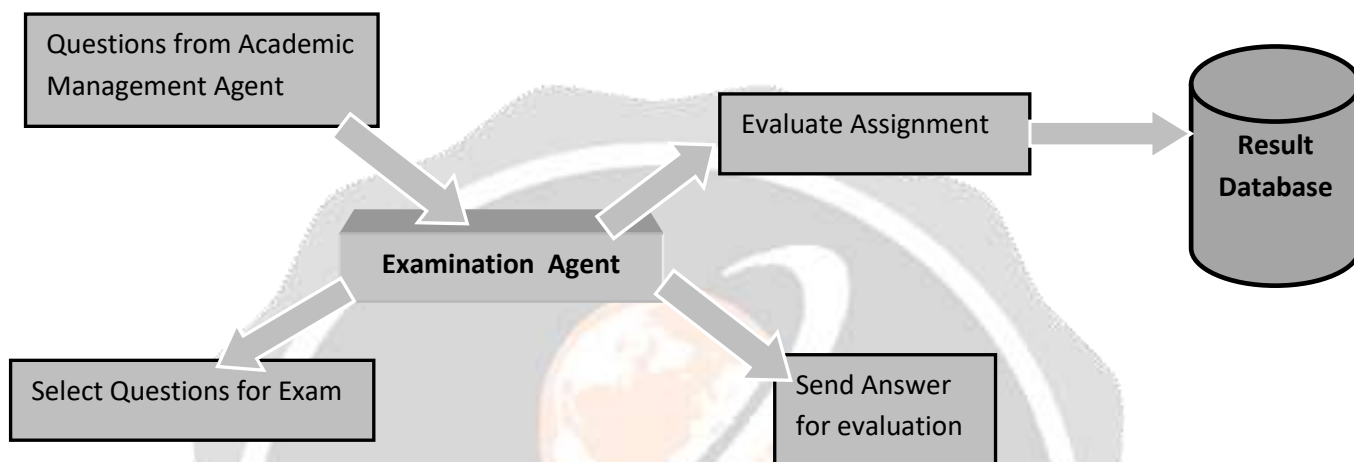 Questions from Academic
Management Agent
Evaluate Assignment
Result
Database
Examination Agent
Select Questions for Exam
Send Answer
for evaluation